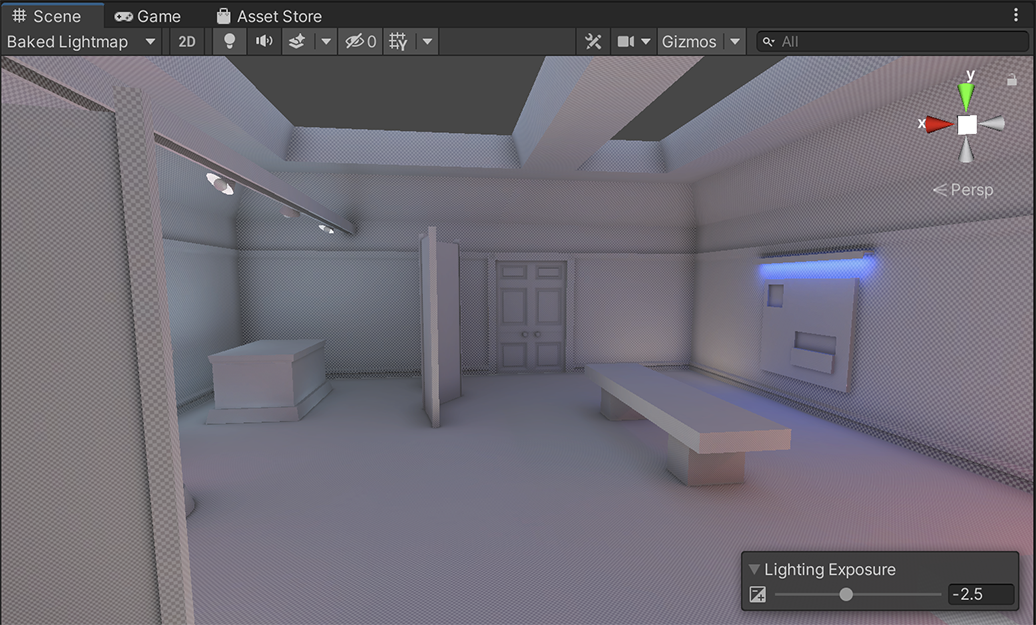 Scene Game Asset Store
Baked Lightmap 2D 0 Gizmos All
y
x
Persp
Lighting Exposure
-2.5